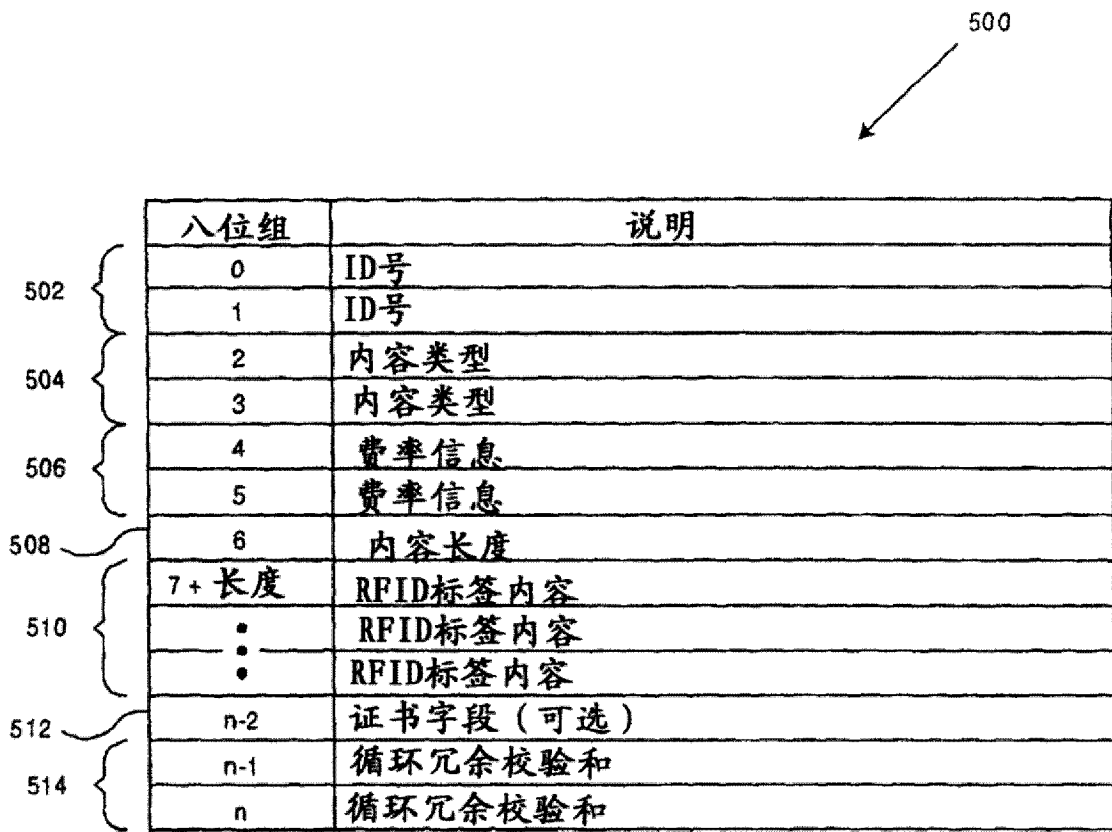 500
八位组 说明
502
0 ID号
1 ID号
504
2 内容类型
3 内容类型
506
4 费率信息
5 费率信息
508
6 内容长度
510
7 + 长度 RFID标签内容
RFID标签内容
RFID标签内容
512
n-2 证书字段（可选）
514
n-1 循环冗余校验和
n 循环冗余校验和